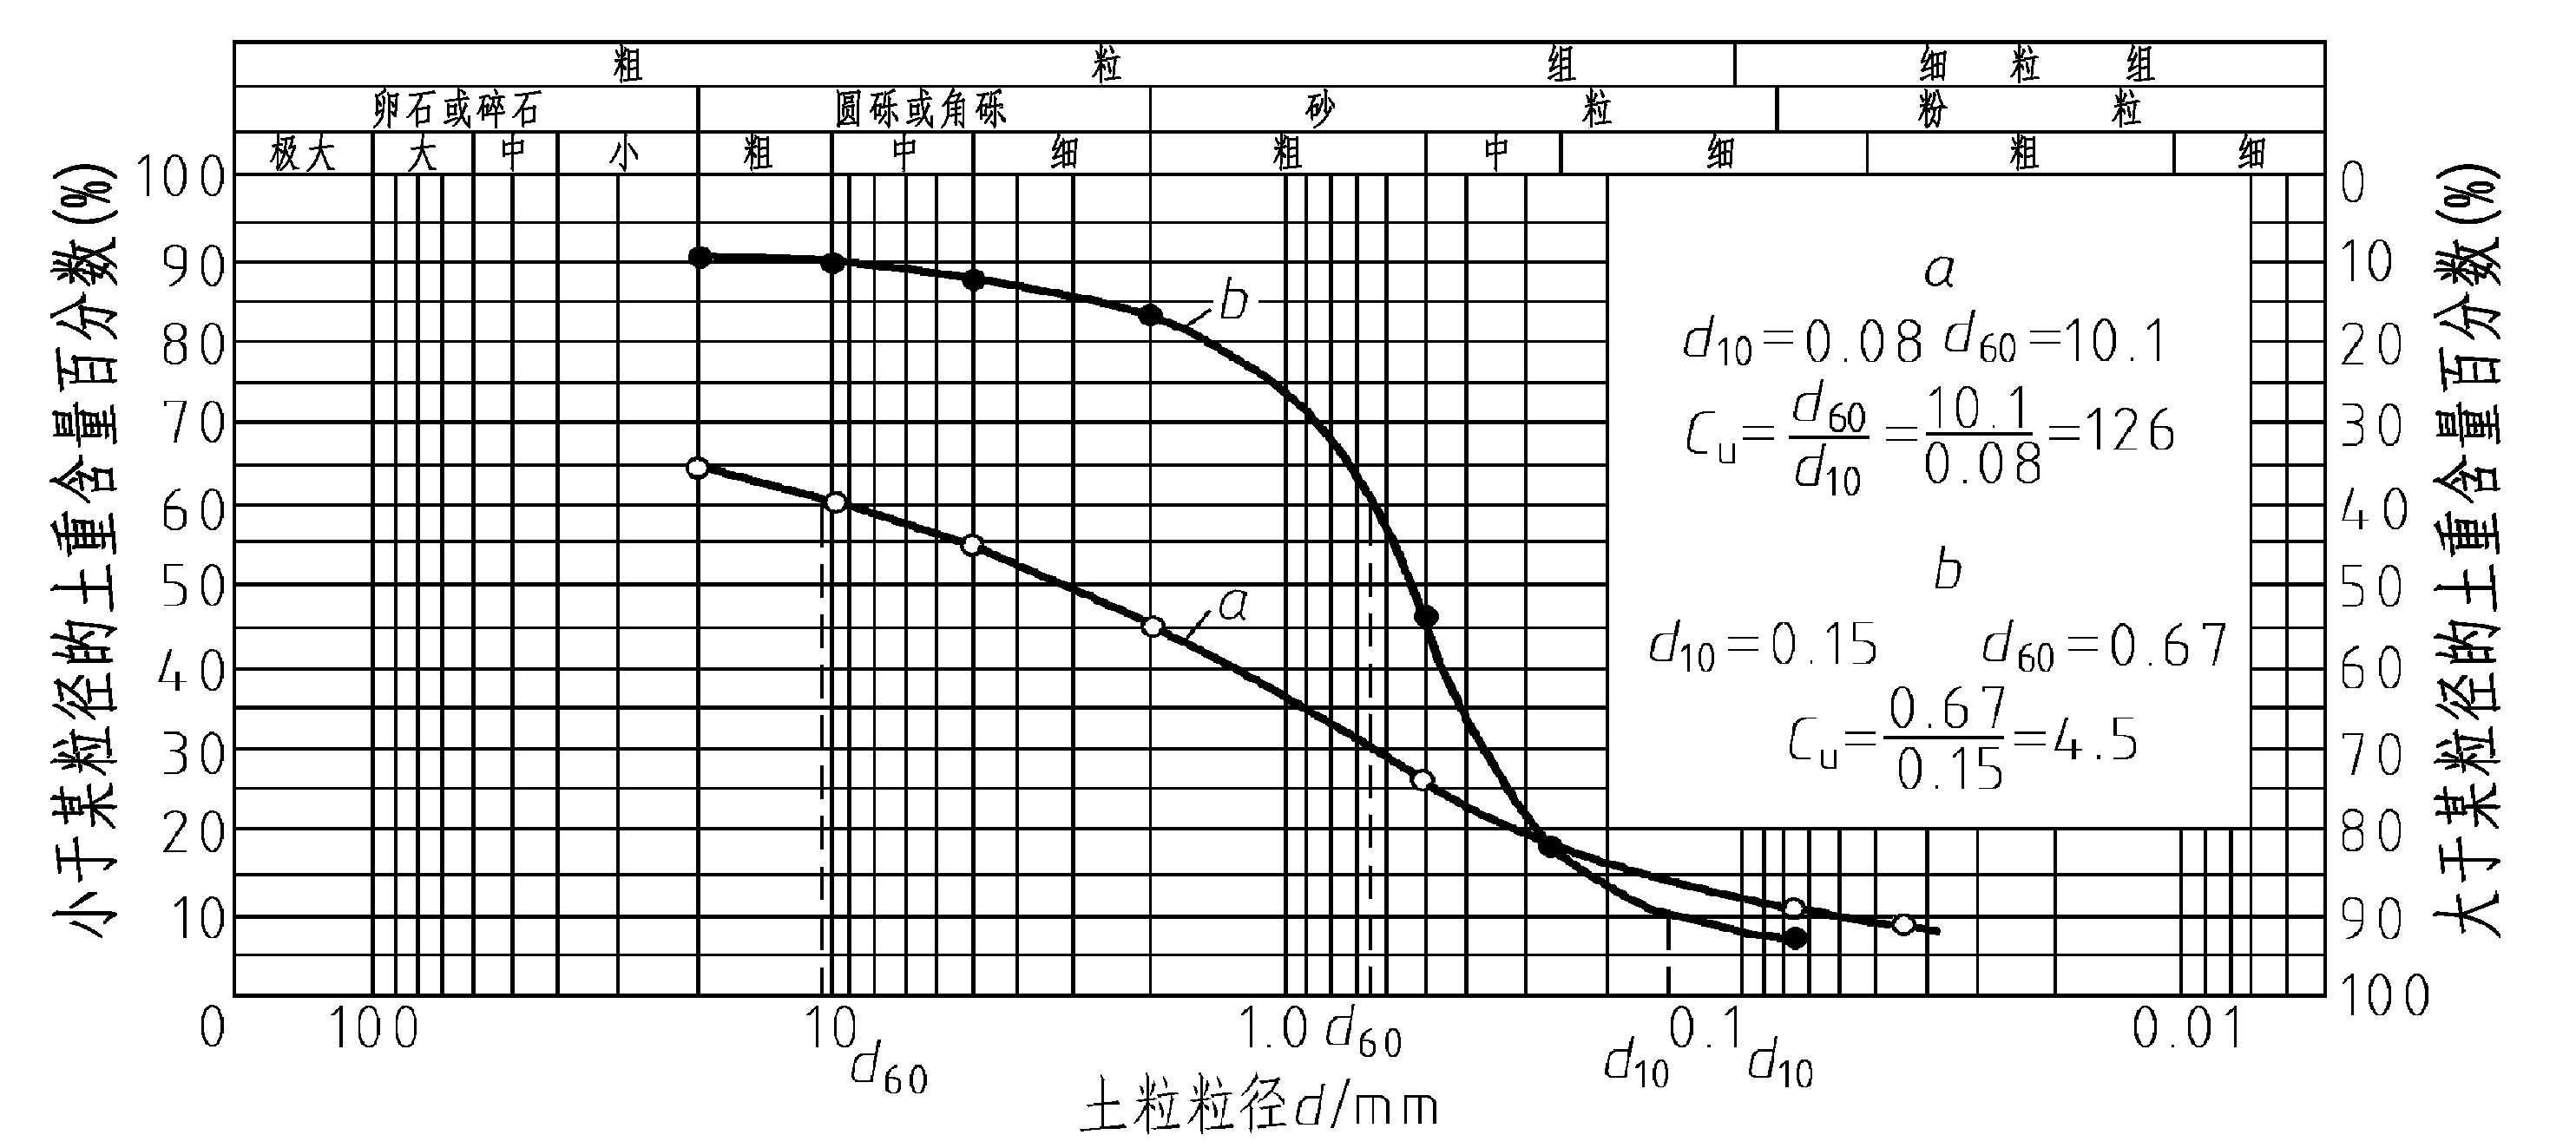 粗 粒 组 细 粒 组
卵石或碎石 圆砾或角砾 砂 粒 粉 粒
极大 大 中 小 粗 中 细 粗 中 细 粗 细
小于某粒径的土重含量百分数(%)
100
90
80
70
60
50
40
30
20
10
0
b
a
a
d10=0.08 d60=10.1
Cu=d60/d10=10.1/0.08=126
b
d10=0.15 d60=0.67
Cu=0.67/0.15=4.5
0
10
20
30
40
50
60
70
80
90
100
大于某粒径的土重含量百分数(%)
100 10 1.0 0.1 0.01
d60 d60 d10 d10
土粒粒径d/mm